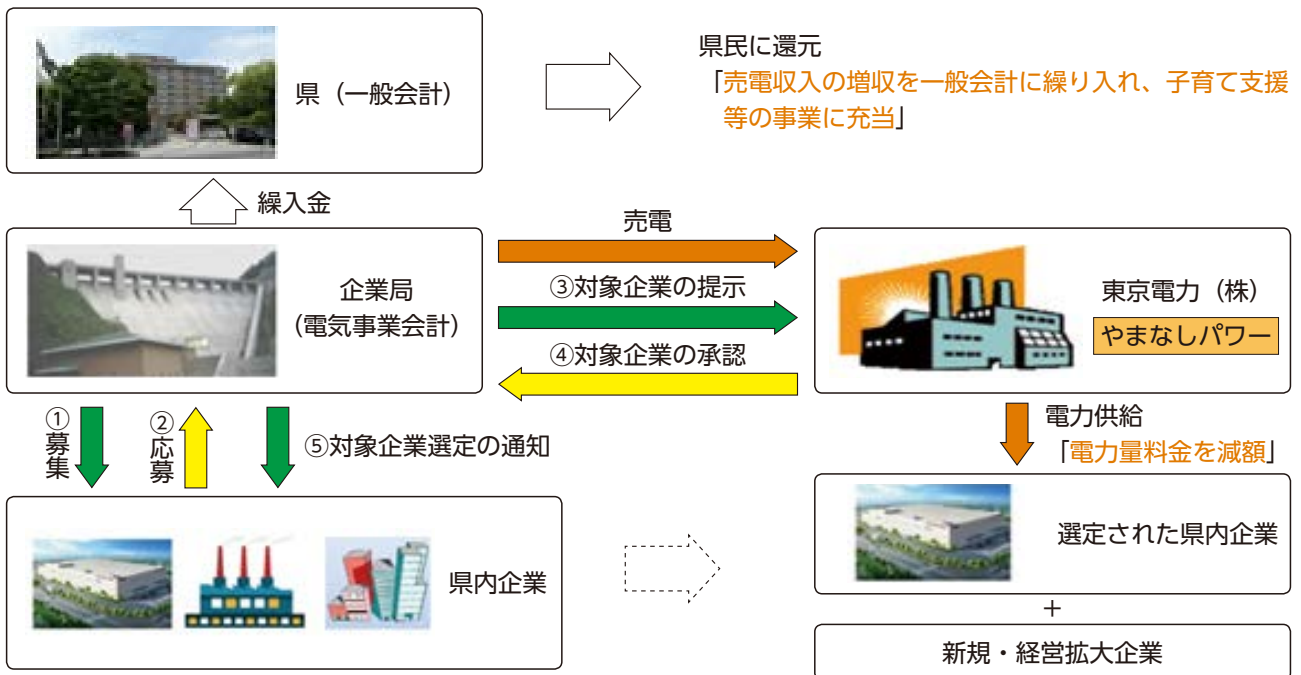 県（一般会計）
県民に還元
「売電収入の増収を一般会計に繰り入れ、子育て支援
等の事業に充当」
繰入金
企業局
（電気事業会計）
売電
③対象企業の提示
④対象企業の承認
東京電力（株）
やまなしパワー
①募集
②応募
⑤対象企業選定の通知
電力供給
「電力量料金を減額」
県内企業
選定された県内企業
+
新規・経営拡大企業